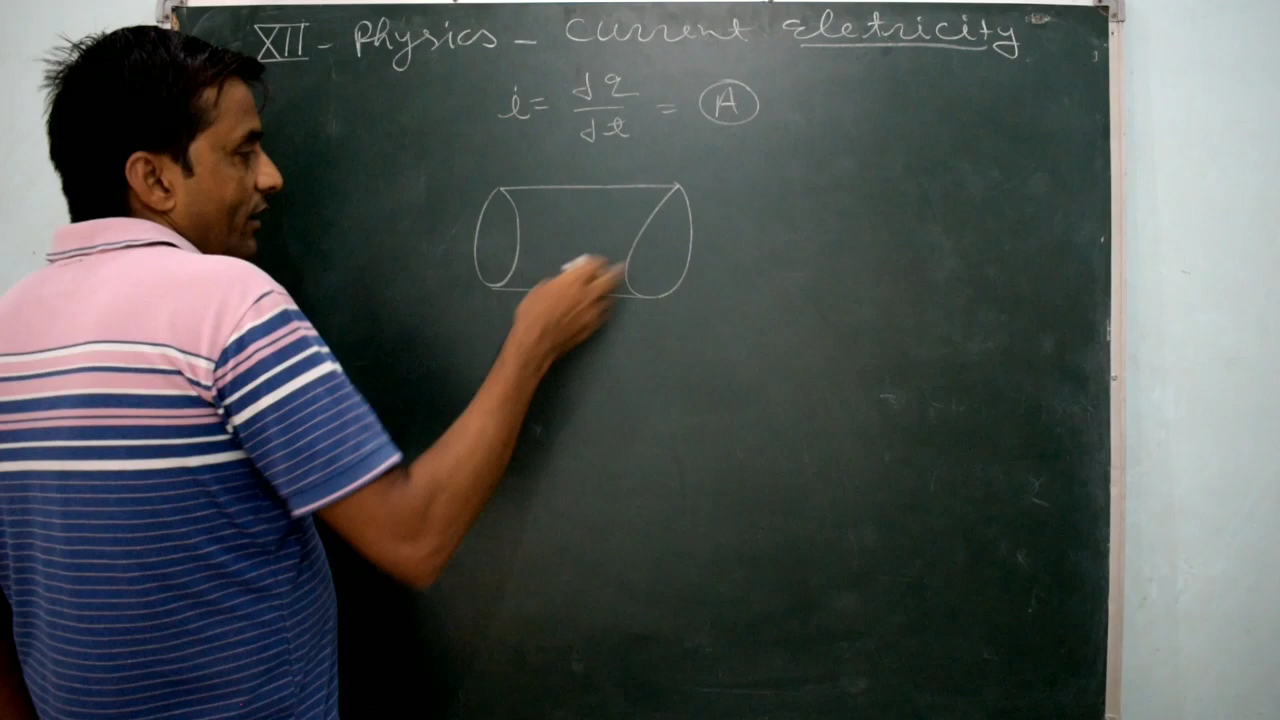 XII - Physics - Current Eletricity
i = dq/dt = A